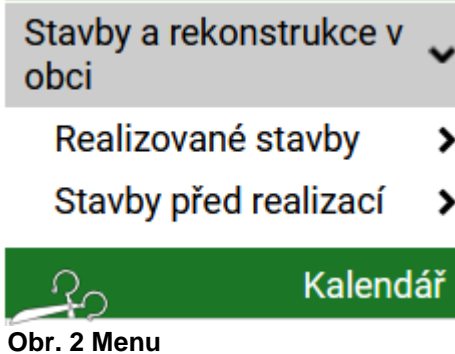 Stavby a rekonstrukce v
obci
Realizované stavby
Stavby před realizací
Kalendář
Obr. 2 Menu